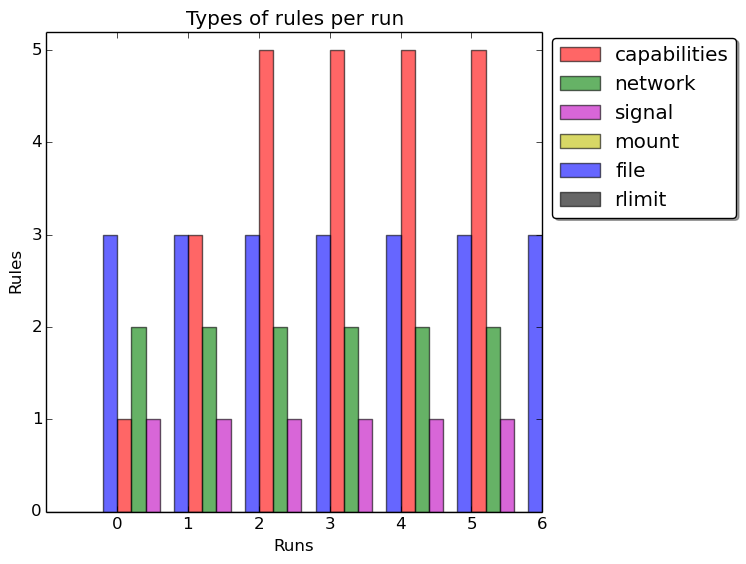 Types of rules per run
capabilities
network
signal
mount
file
rlimit
5
4
3
2
1
0
Rules
0 1 2 3 4 5 6
Runs